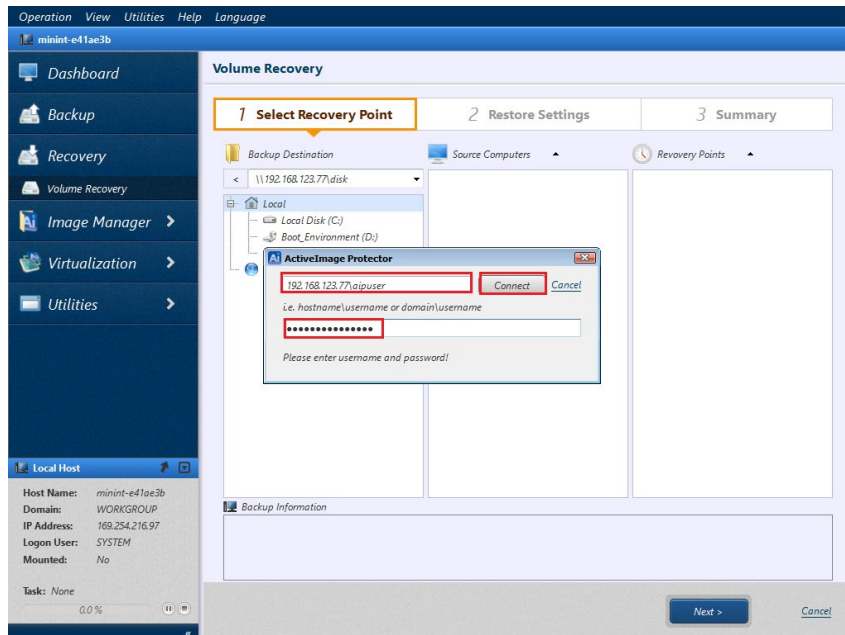 Operation View Utilities Help Language
minint-e41ae3b
Dashboard
Backup
Recovery
Volume Recovery
Image Manager
Virtualization
Utilities
Volume Recovery
1 Select Recovery Point
2 Restore Settings
3 Summary
Backup Destination
Source Computers
Revovery Points
< \\192.168.123.77\disk
Local
Local Disk (C:)
Boot_Environment (D:)
Ai ActiveImage Protector
192.168.123.77\aipuser
Connect Cancel
i.e. hostname\username or domain\username
•••••••••••••••
Please enter username and password!
Backup Information
Local Host
Host Name: minint-e41ae3b
Domain: WORKGROUP
IP Address: 169.254.216.97
Logon User: SYSTEM
Mounted: No
Task: None
0.0 %
Next > Cancel